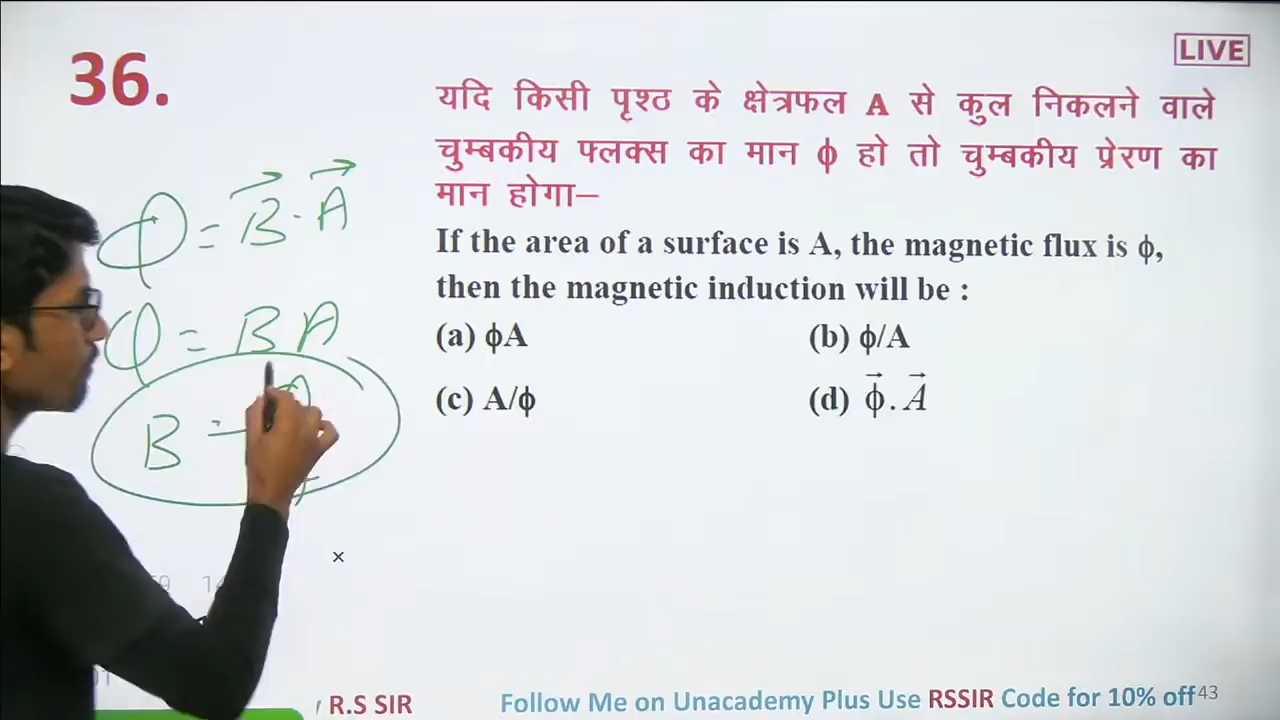 LIVE
36.
यदि किसी पृश्ठ के क्षेत्रफल A से कुल निकलने वाले
चुम्बकीय फ्लक्स का मान ϕ हो तो चुम्बकीय प्रेरण का
मान होगा–
If the area of a surface is A, the magnetic flux is ϕ,
then the magnetic induction will be :
(a) ϕA (b) ϕ/A
(c) A/ϕ (d) ϕ⃗ . A⃗
ϕ = B⃗ · A⃗
ϕ = BA
B =
R.S SIR
Follow Me on Unacademy Plus Use RSSIR Code for 10% off
43